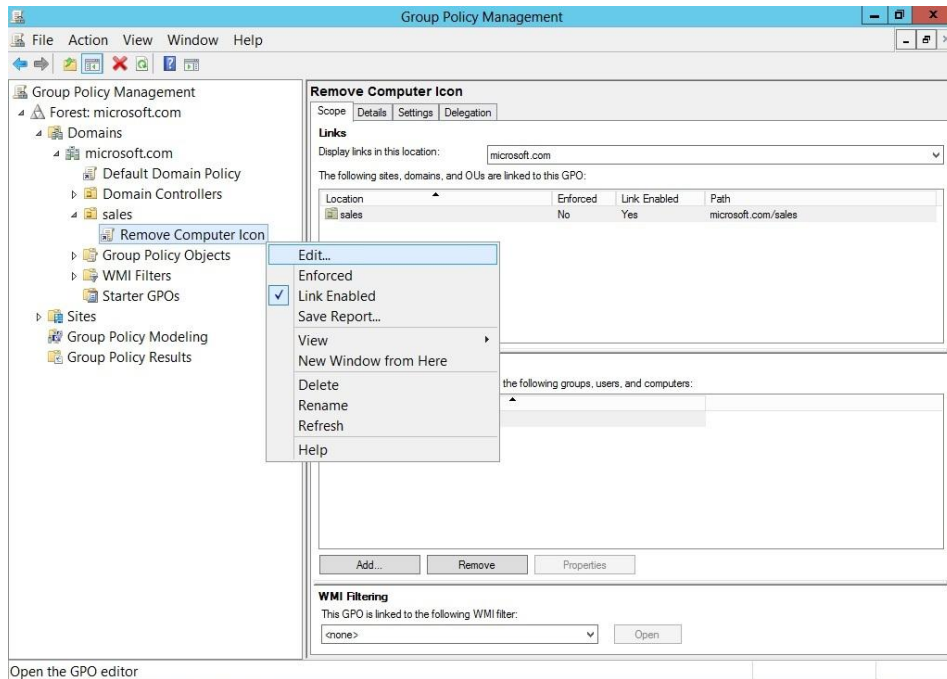 Group Policy Management
File Action View Window Help
Group Policy Management
Forest: microsoft.com
Domains
microsoft.com
Default Domain Policy
Domain Controllers
sales
Remove Computer Icon
Group Policy Objects
WMI Filters
Starter GPOs
Sites
Group Policy Modeling
Group Policy Results
Edit...
Enforced
Link Enabled
Save Report...
View
New Window from Here
Delete
Rename
Refresh
Help
Remove Computer Icon
Scope Details Settings Delegation
Links
Display links in this location: microsoft.com
The following sites, domains, and OUs are linked to this GPO:
Location Enforced Link Enabled Path
sales No Yes microsoft.com/sales
the following groups, users, and computers:
Add... Remove Properties
WMI Filtering
This GPO is linked to the following WMI filter:
<none> Open
Open the GPO editor